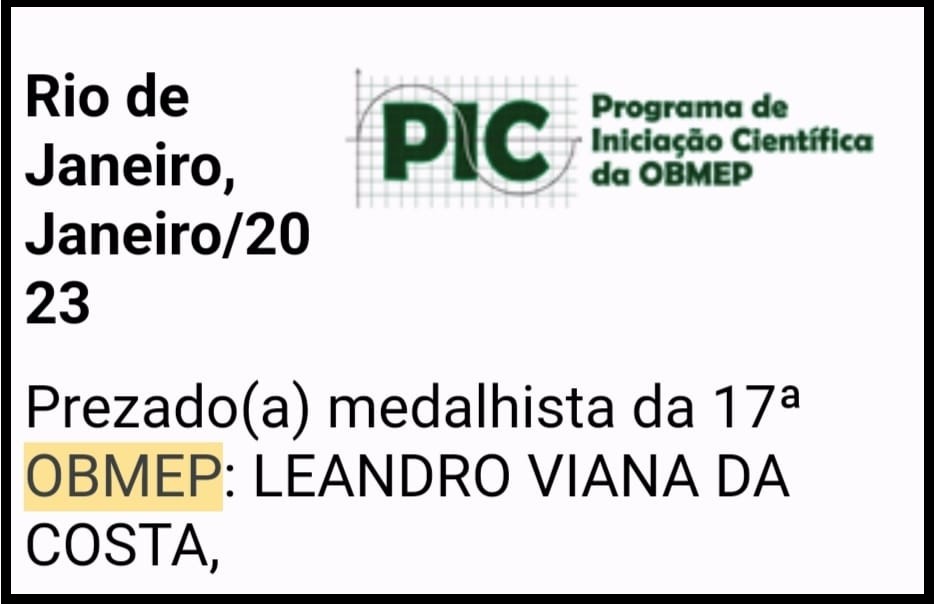 Rio de
Janeiro,
Janeiro/20
23
PIC
Programa de
Iniciação Científica
da OBMEP
Prezado(a) medalhista da 17ª
OBMEP: LEANDRO VIANA DA
COSTA,